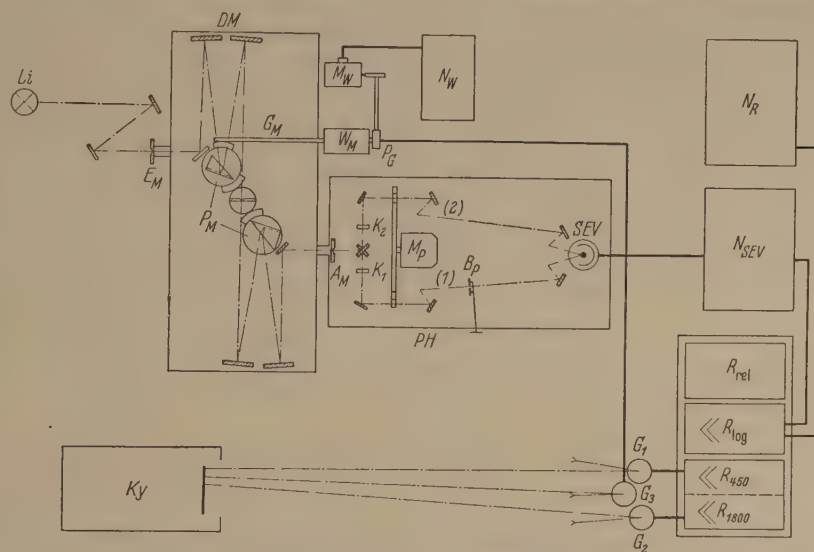 DM
Li
M_W
N_W
N_R
G_M
W_M
P_G
E_M
P_M
K_2
(2)
SEV
M_P
B_P
N_SEV
A_M
K_1
(1)
PH
R_rel
R_log
G_1
Ky
G_3
R_450
R_1800
G_2